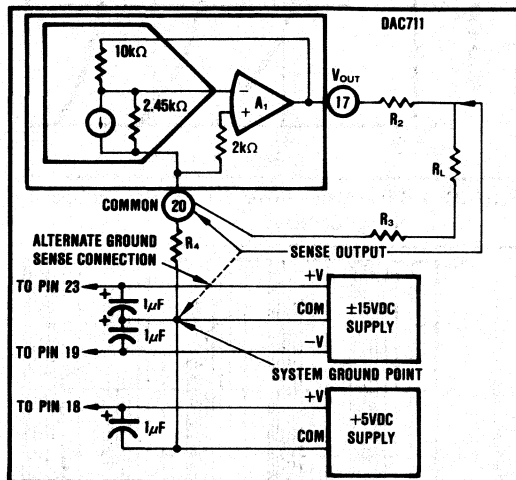 DAC711
10kΩ
2.45kΩ
− A₁
+
2kΩ
VOUT
17
R₂
RL
R₃
COMMON 20
R₄
ALTERNATE GROUND
SENSE CONNECTION
SENSE OUTPUT
TO PIN 23
+V
+ 1μF
COM
±15VDC
SUPPLY
+ 1μF
TO PIN 19
−V
SYSTEM GROUND POINT
TO PIN 18
+V
+ 1μF
COM
+5VDC
SUPPLY